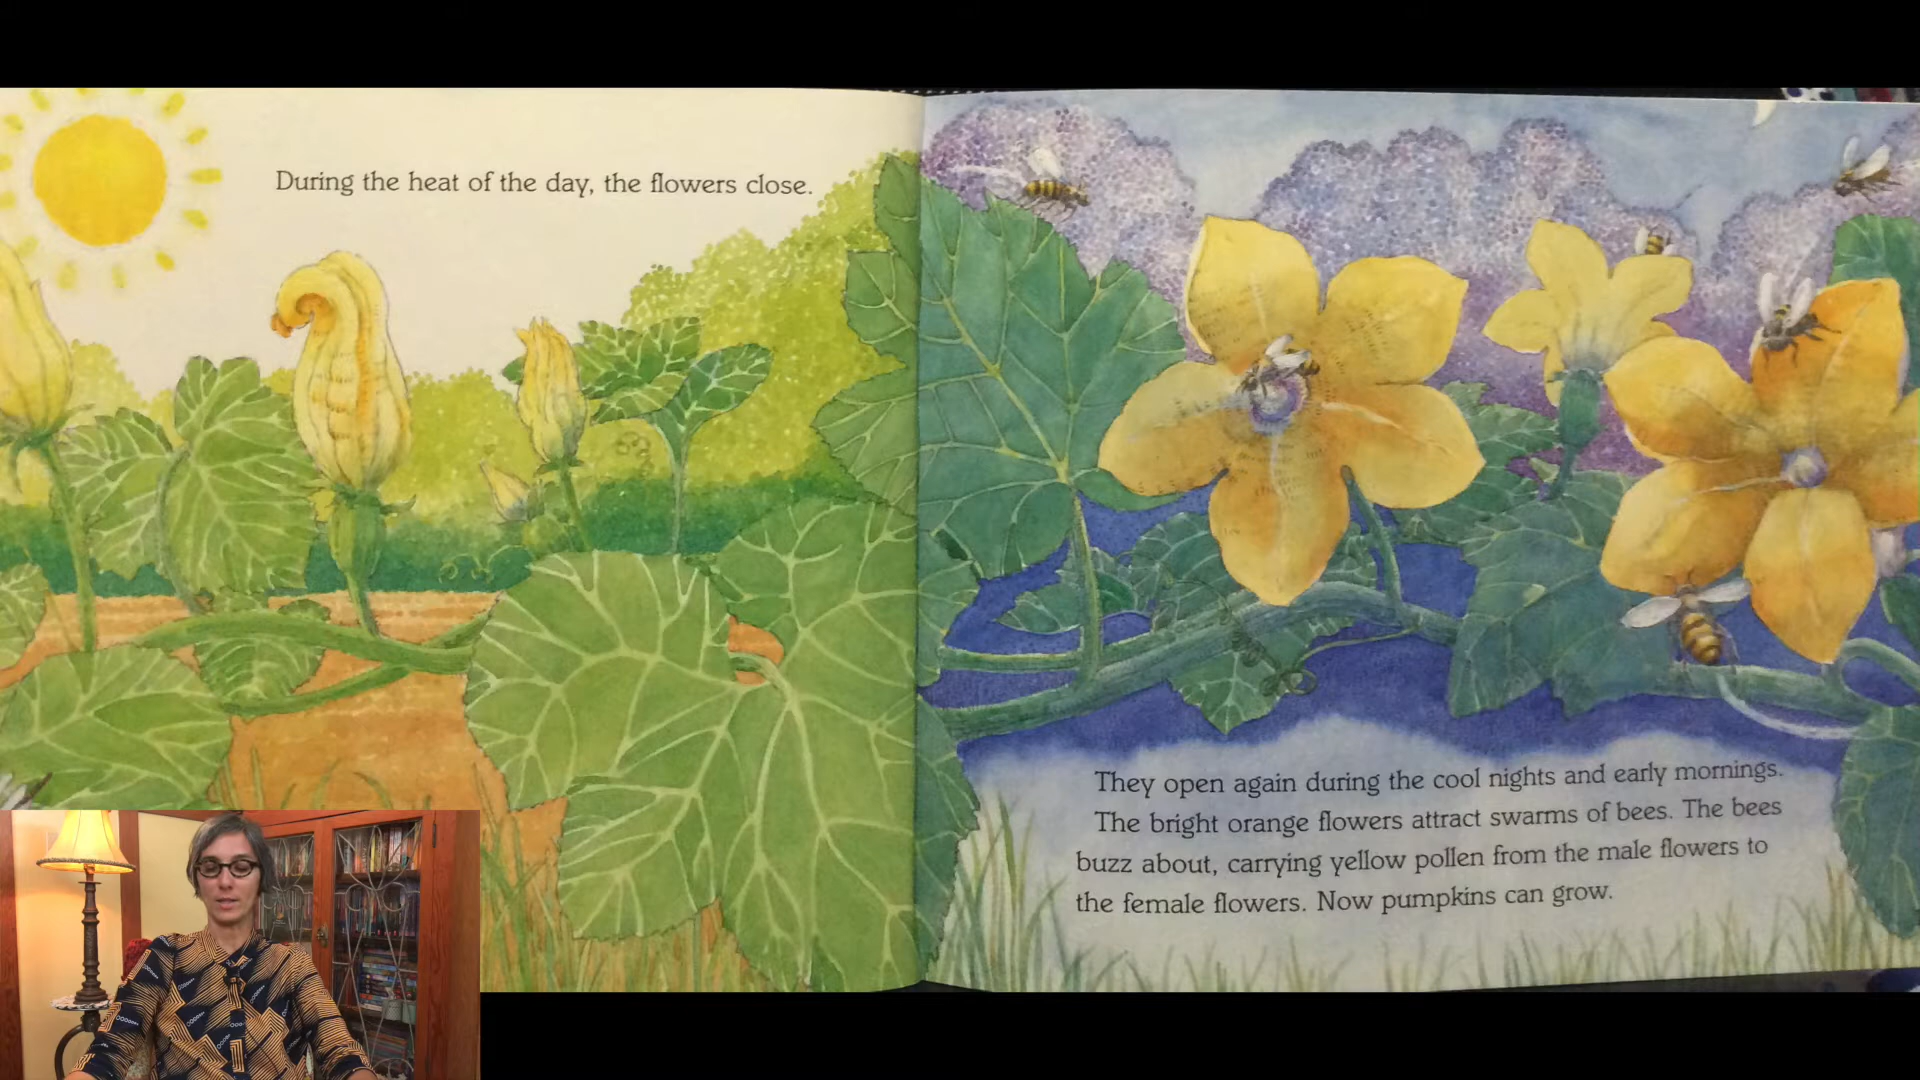 During the heat of the day, the flowers close.
They open again during the cool nights and early mornings.
The bright orange flowers attract swarms of bees. The bees
buzz about, carrying yellow pollen from the male flowers to
the female flowers. Now pumpkins can grow.